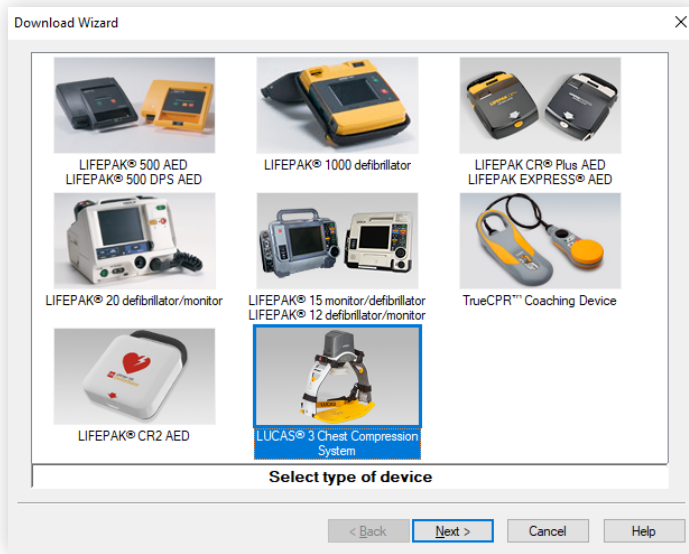 Download Wizard
LIFEPAK® 500 AED
LIFEPAK® 500 DPS AED
LIFEPAK® 1000 defibrillator
LIFEPAK CR® Plus AED
LIFEPAK EXPRESS® AED
LIFEPAK® 20 defibrillator/monitor
LIFEPAK® 15 monitor/defibrillator
LIFEPAK® 12 defibrillator/monitor
TrueCPR™ Coaching Device
LIFEPAK® CR2 AED
LUCAS® 3 Chest Compression
System
Select type of device
< Back
Next >
Cancel
Help